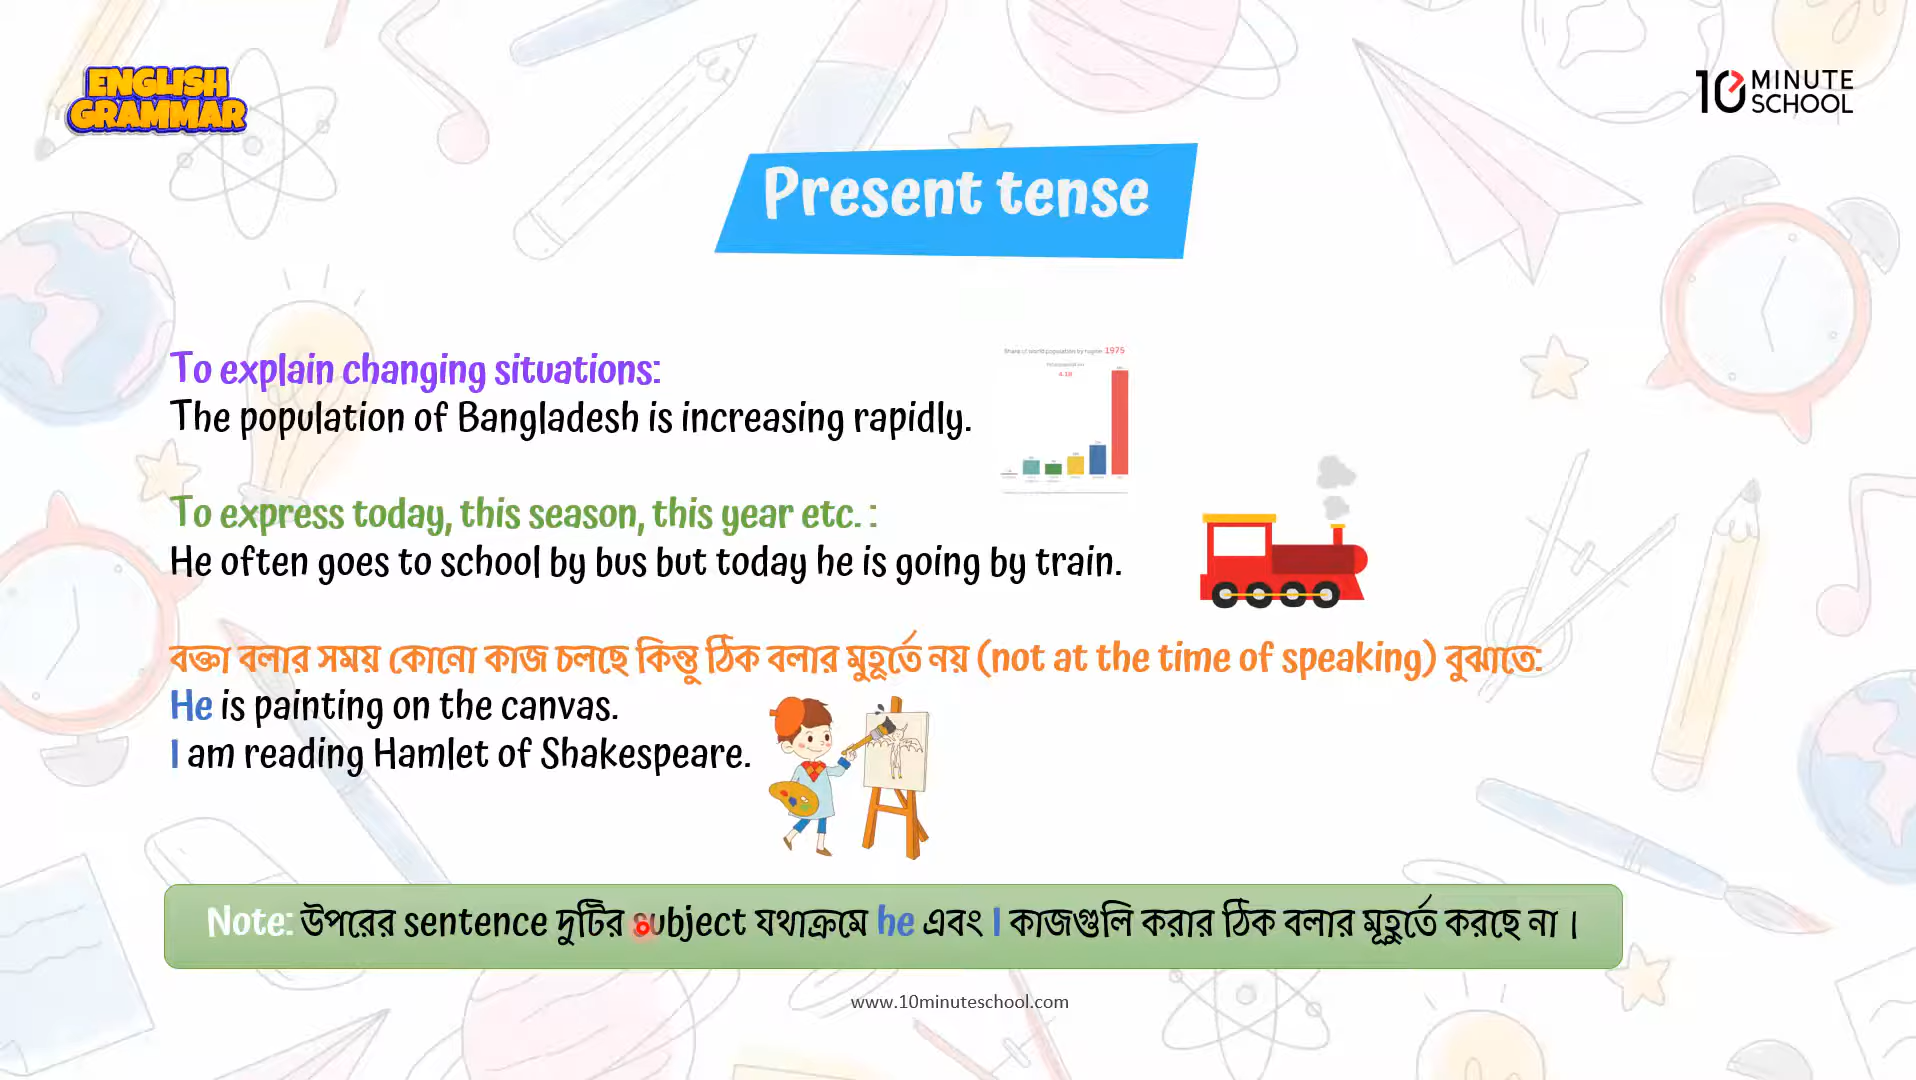 ENGLISH
GRAMMAR
10 MINUTE
SCHOOL
Present tense
To explain changing situations:
The population of Bangladesh is increasing rapidly.
1975
4.18
To express today, this season, this year etc. :
He often goes to school by bus but today he is going by train.
বক্তা বলার সময় কোনো কাজ চলছে কিন্তু ঠিক বলার মুহূর্তে নয় (not at the time of speaking) বুঝাতে:
He is painting on the canvas.
I am reading Hamlet of Shakespeare.
Note: উপরের sentence দুটির subject যথাক্রমে he এবং I কাজগুলি করার ঠিক বলার মূহুর্তে করছে না।
www.10minuteschool.com